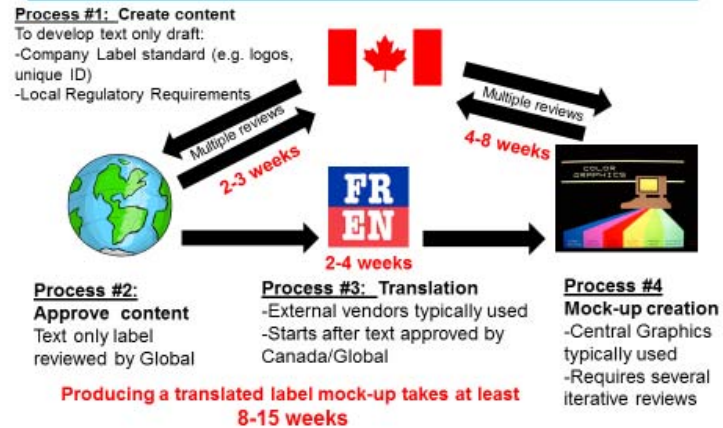 Process #1: Create content
To develop text only draft:
-Company Label standard (e.g. logos,
unique ID)
-Local Regulatory Requirements
Multiple reviews
2-3 weeks
Multiple reviews
4-8 weeks
FR
EN
2-4 weeks
COLOR
GRAPHICS
Process #2:
Approve content
Text only label
reviewed by Global
Process #3: Translation
-External vendors typically used
-Starts after text approved by
Canada/Global
Process #4
Mock-up creation
-Central Graphics
typically used
-Requires several
iterative reviews
Producing a translated label mock-up takes at least
8-15 weeks